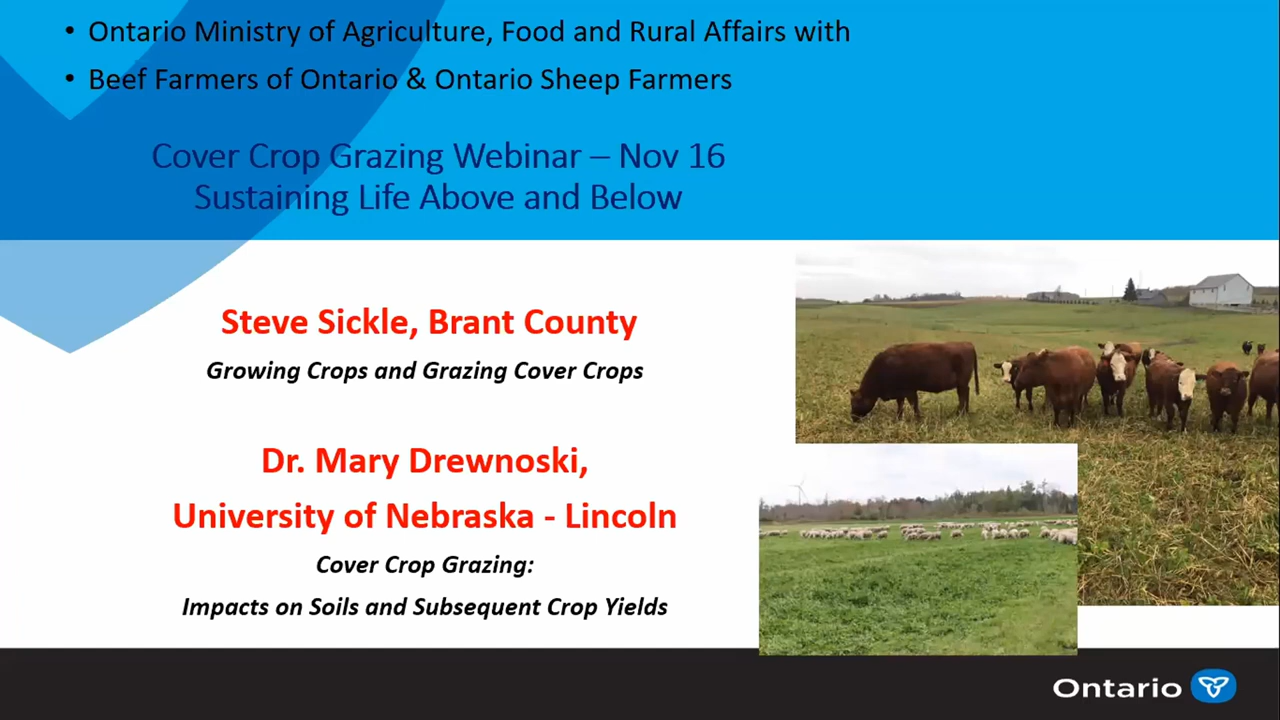 • Ontario Ministry of Agriculture, Food and Rural Affairs with
• Beef Farmers of Ontario & Ontario Sheep Farmers
Cover Crop Grazing Webinar – Nov 16
Sustaining Life Above and Below
Steve Sickle, Brant County
Growing Crops and Grazing Cover Crops
Dr. Mary Drewnoski,
University of Nebraska - Lincoln
Cover Crop Grazing:
Impacts on Soils and Subsequent Crop Yields
Ontario